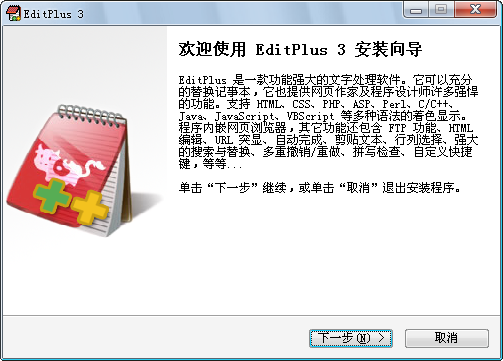 EditPlus 3
欢迎使用 EditPlus 3 安装向导
EditPlus 是一款功能强大的文字处理软件。它可以充分
的替换记事本，它也提供网页作家及程序设计师许多强悍
的功能。支持 HTML、CSS、PHP、ASP、Perl、C/C++、
Java、JavaScript、VBScript 等多种语法的着色显示。
程序内嵌网页浏览器，其它功能还包含 FTP 功能、HTML
编辑、URL 突显、自动完成、剪贴文本、行列选择、强大
的搜索与替换、多重撤销/重做、拼写检查、自定义快捷
键，等等...
单击“下一步”继续，或单击“取消”退出安装程序。
下一步(N) >
取消